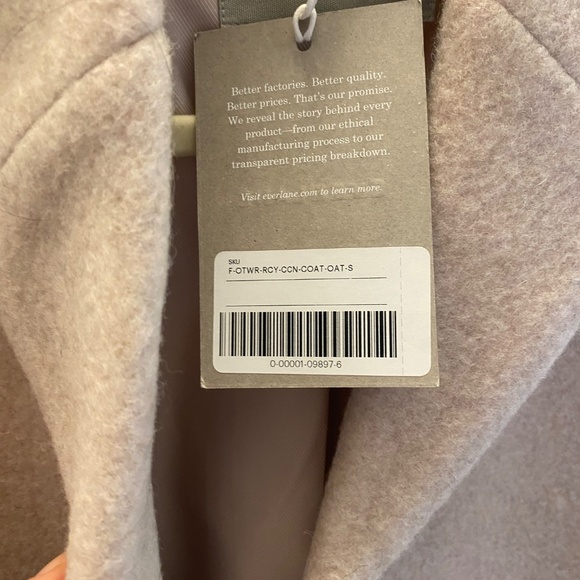 Better factories. Better quality.
Better prices. That's our promise.
We reveal the story behind every
product—from our ethical
manufacturing process to our
transparent pricing breakdown.
Visit everlane.com to learn more.
SKU
F-OTWR-RCY-CCN-COAT-OAT-S
0-00001-09897-6